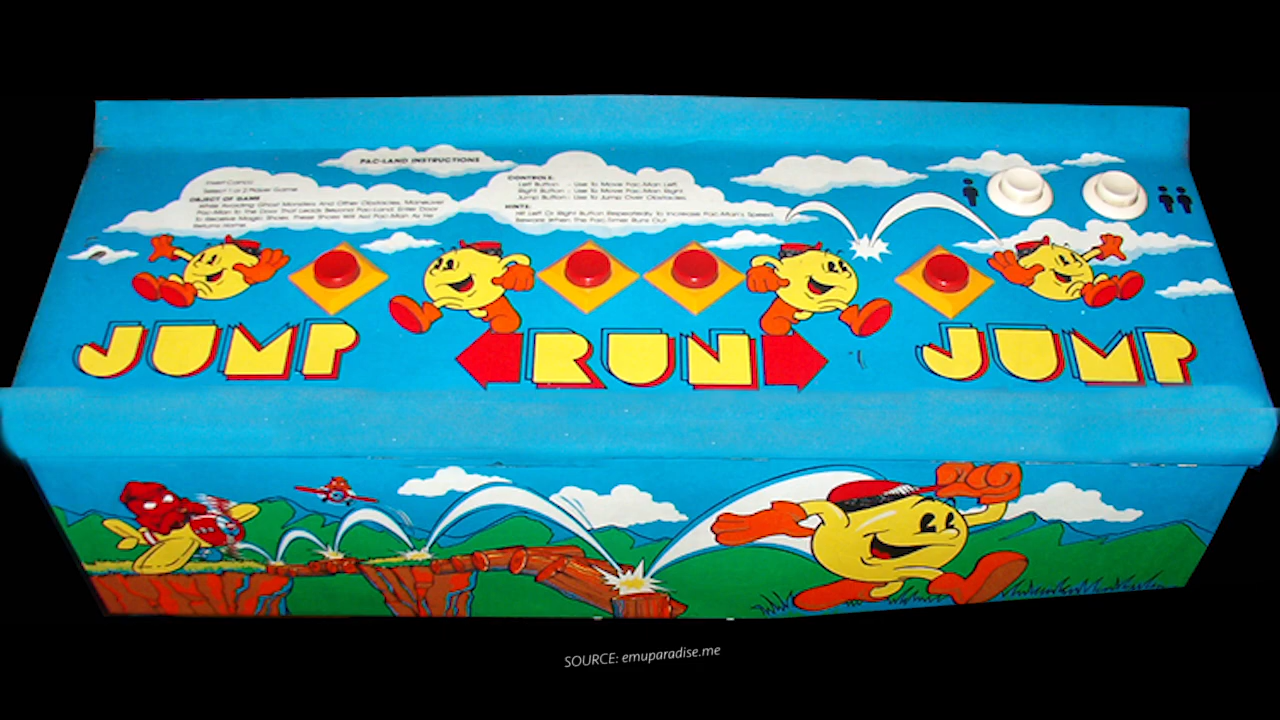 PAC-LAND INSTRUCTIONS
Insert Coin(s)
Select 1 or 2 Player Game
OBJECT OF GAME
While Avoiding Ghost Monsters And Other Obstacles, Maneuver
Pac-Man To The Door That Leads Beyond Pac-Land. Enter Door
To Receive Magic Shoes. These Shoes Will Aid Pac-Man As He
Returns Home
CONTROLS:
Left Button : Use To Move Pac-Man Left.
Right Button : Use To Move Pac-Man Right.
Jump Button : Use To Jump Over Obstacles.
HINTS:
Hit Left Or Right Button Repeatedly To Increase Pac-Man's Speed.
Beware When The Pac-Timer Runs Out
JUMP
RUN
JUMP
SOURCE: emuparadise.me